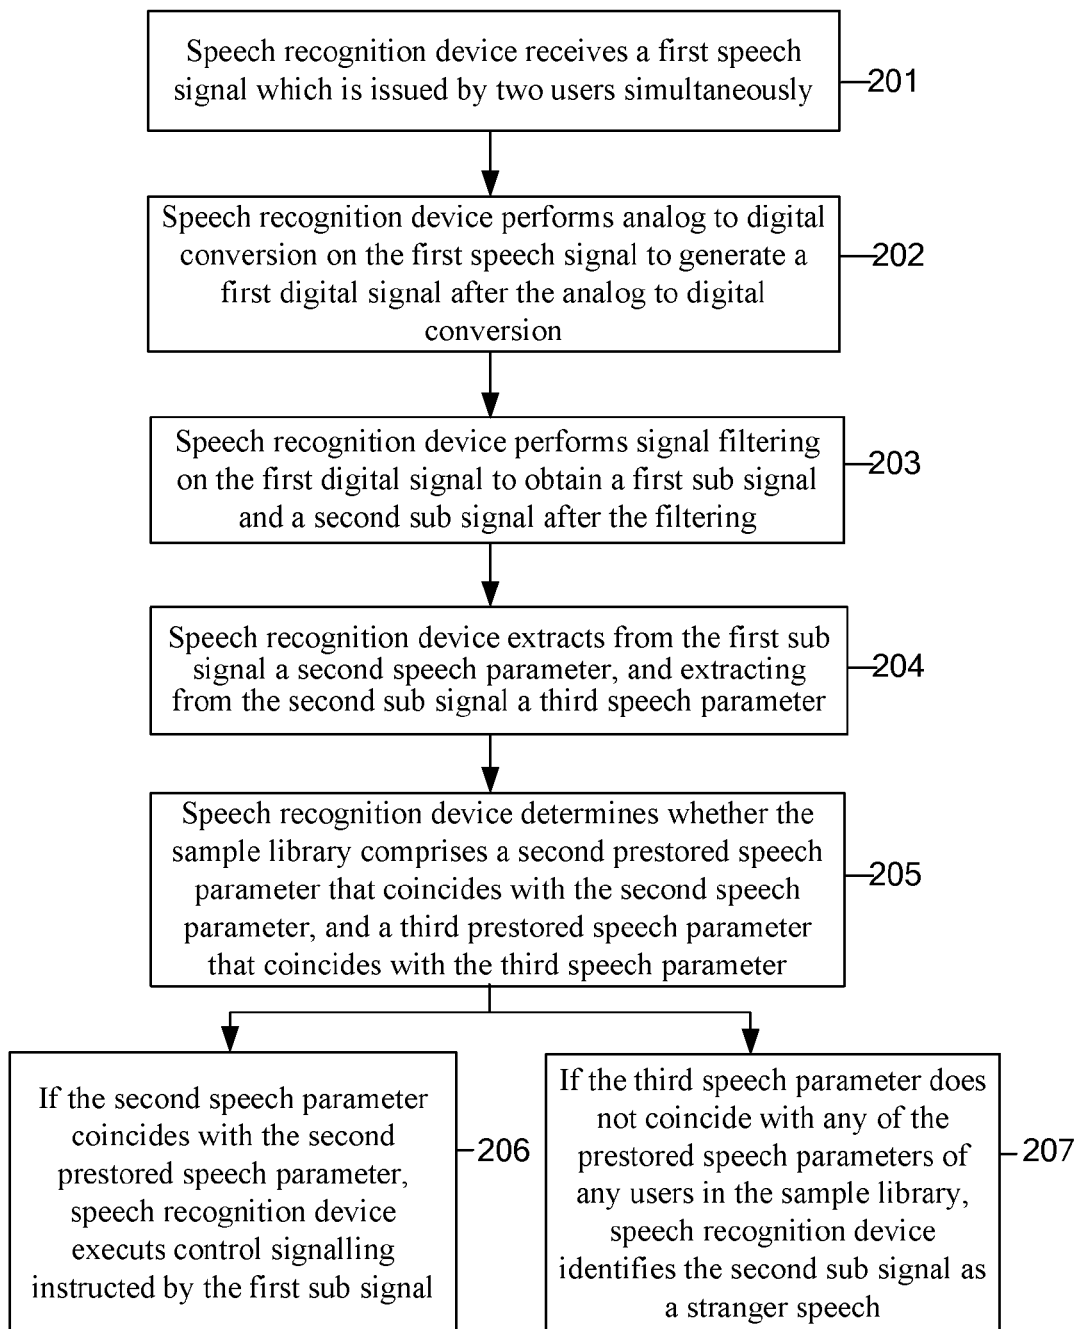 Speech recognition device receives a first speech
signal which is issued by two users simultaneously
201
Speech recognition device performs analog to digital
conversion on the first speech signal to generate a
first digital signal after the analog to digital
conversion
202
Speech recognition device performs signal filtering
on the first digital signal to obtain a first sub signal
and a second sub signal after the filtering
203
Speech recognition device extracts from the first sub
signal a second speech parameter, and extracting
from the second sub signal a third speech parameter
204
Speech recognition device determines whether the
sample library comprises a second prestored speech
parameter that coincides with the second speech
parameter, and a third prestored speech parameter
that coincides with the third speech parameter
205
If the second speech parameter
coincides with the second
prestored speech parameter,
speech recognition device
executs control signalling
instructed by the first sub signal
206
If the third speech parameter does
not coincide with any of the
prestored speech parameters of
any users in the sample library,
speech recognition device
identifies the second sub signal as
a stranger speech
207